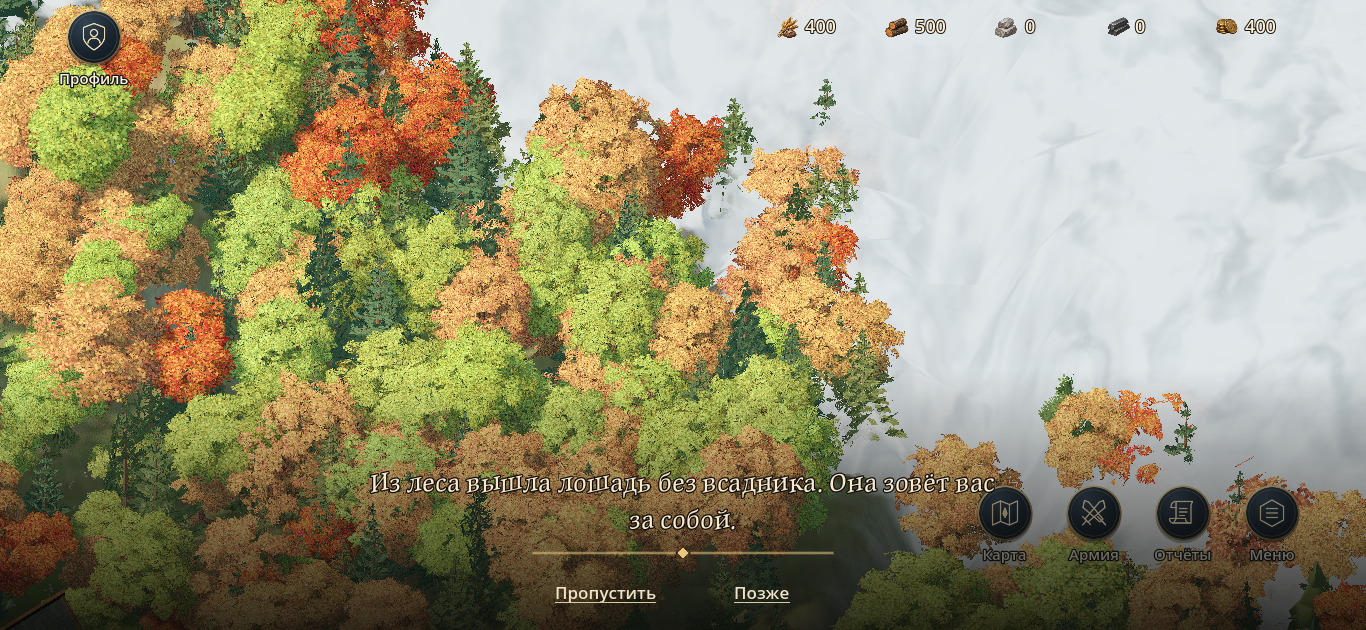 400 500 0 0 400
Профиль
Из леса вышла лошадь без всадника. Она зовёт вас
за собой.
Карта Армия Отчёты Меню
Пропустить Позже